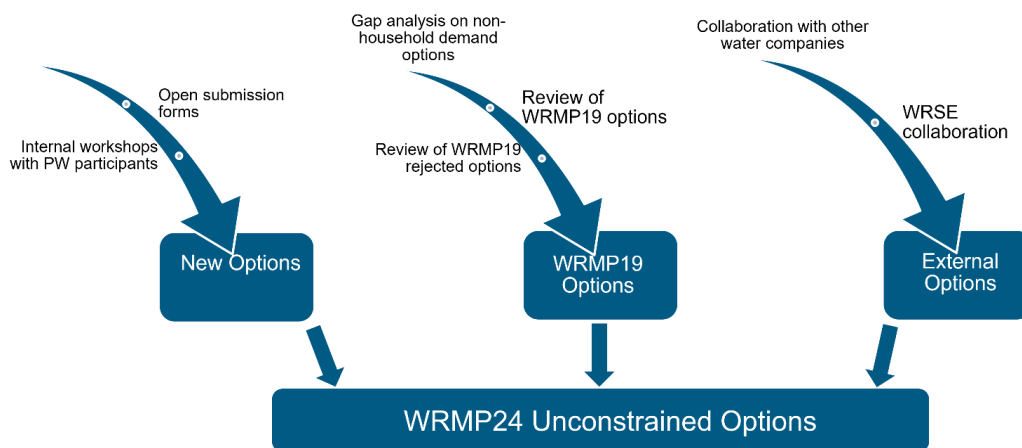 Open submission
forms
Internal workshops
with PW participants
New Options
Gap analysis on non-
household demand
options
Review of
WRMP19 options
Review of WRMP19
rejected options
WRMP19
Options
Collaboration with other
water companies
WRSE
collaboration
External
Options
WRMP24 Unconstrained Options